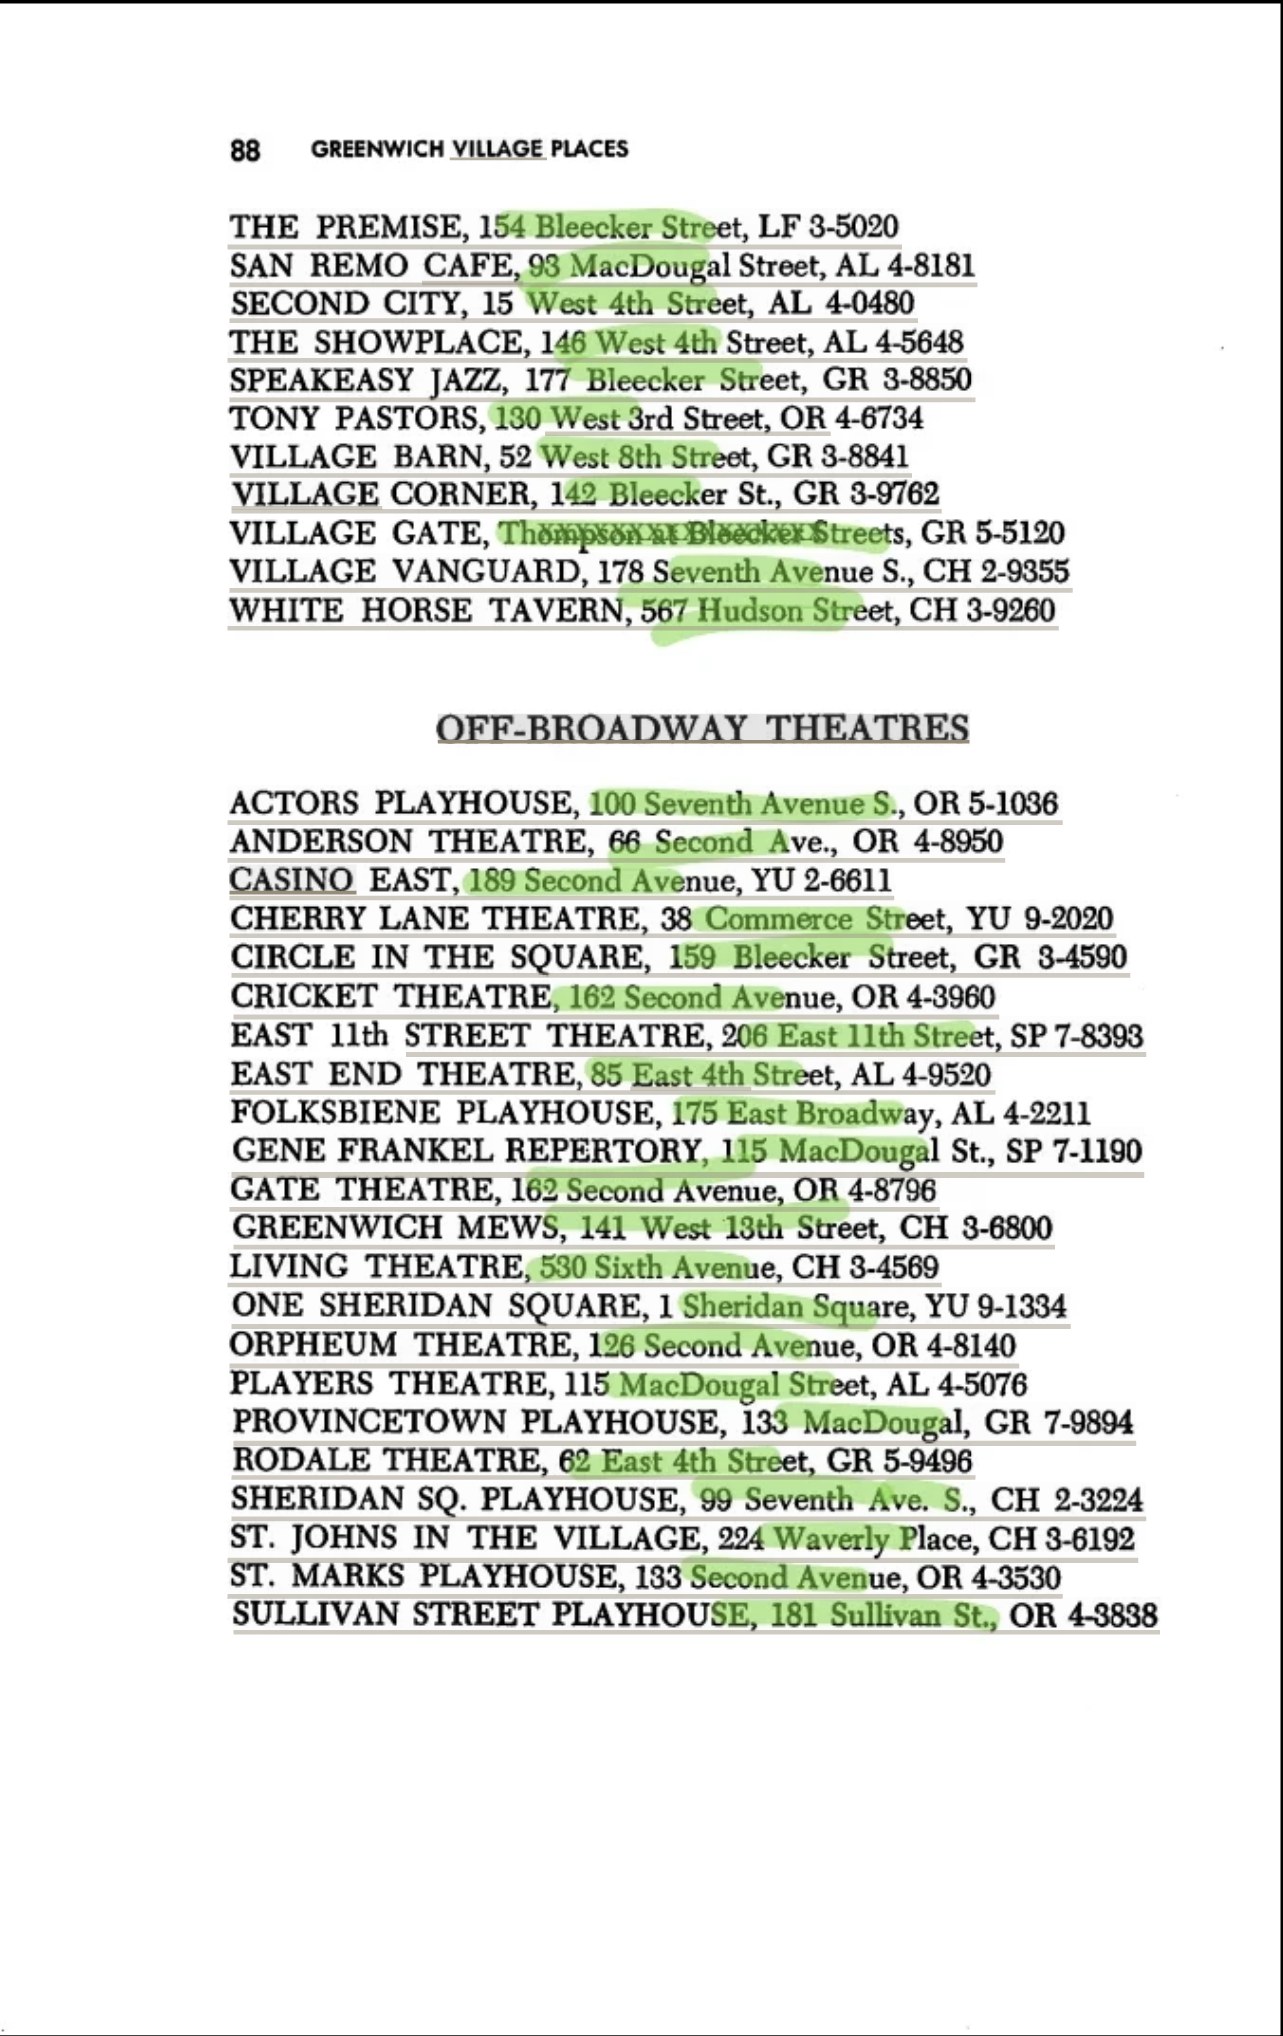 88 GREENWICH VILLAGE PLACES
THE PREMISE, 154 Bleecker Street, LF 3-5020
SAN REMO CAFE, 93 MacDougal Street, AL 4-8181
SECOND CITY, 15 West 4th Street, AL 4-0480
THE SHOWPLACE, 146 West 4th Street, AL 4-5648
SPEAKEASY JAZZ, 177 Bleecker Street, GR 3-8850
TONY PASTORS, 130 West 3rd Street, OR 4-6734
VILLAGE BARN, 52 West 8th Street, GR 3-8841
VILLAGE CORNER, 142 Bleecker St., GR 3-9762
VILLAGE GATE, Thompson at Bleecker Streets, GR 5-5120
VILLAGE VANGUARD, 178 Seventh Avenue S., CH 2-9355
WHITE HORSE TAVERN, 567 Hudson Street, CH 3-9260
OFF-BROADWAY THEATRES
ACTORS PLAYHOUSE, 100 Seventh Avenue S., OR 5-1036
ANDERSON THEATRE, 66 Second Ave., OR 4-8950
CASINO EAST, 189 Second Avenue, YU 2-6611
CHERRY LANE THEATRE, 38 Commerce Street, YU 9-2020
CIRCLE IN THE SQUARE, 159 Bleecker Street, GR 3-4590
CRICKET THEATRE, 162 Second Avenue, OR 4-3960
EAST 11th STREET THEATRE, 206 East 11th Street, SP 7-8393
EAST END THEATRE, 85 East 4th Street, AL 4-9520
FOLKSBIENE PLAYHOUSE, 175 East Broadway, AL 4-2211
GENE FRANKEL REPERTORY, 115 MacDougal St., SP 7-1190
GATE THEATRE, 162 Second Avenue, OR 4-8796
GREENWICH MEWS, 141 West 13th Street, CH 3-6800
LIVING THEATRE, 530 Sixth Avenue, CH 3-4569
ONE SHERIDAN SQUARE, 1 Sheridan Square, YU 9-1334
ORPHEUM THEATRE, 126 Second Avenue, OR 4-8140
PLAYERS THEATRE, 115 MacDougal Street, AL 4-5076
PROVINCETOWN PLAYHOUSE, 133 MacDougal, GR 7-9894
RODALE THEATRE, 62 East 4th Street, GR 5-9496
SHERIDAN SQ. PLAYHOUSE, 99 Seventh Ave. S., CH 2-3224
ST. JOHNS IN THE VILLAGE, 224 Waverly Place, CH 3-6192
ST. MARKS PLAYHOUSE, 133 Second Avenue, OR 4-3530
SULLIVAN STREET PLAYHOUSE, 181 Sullivan St., OR 4-3838